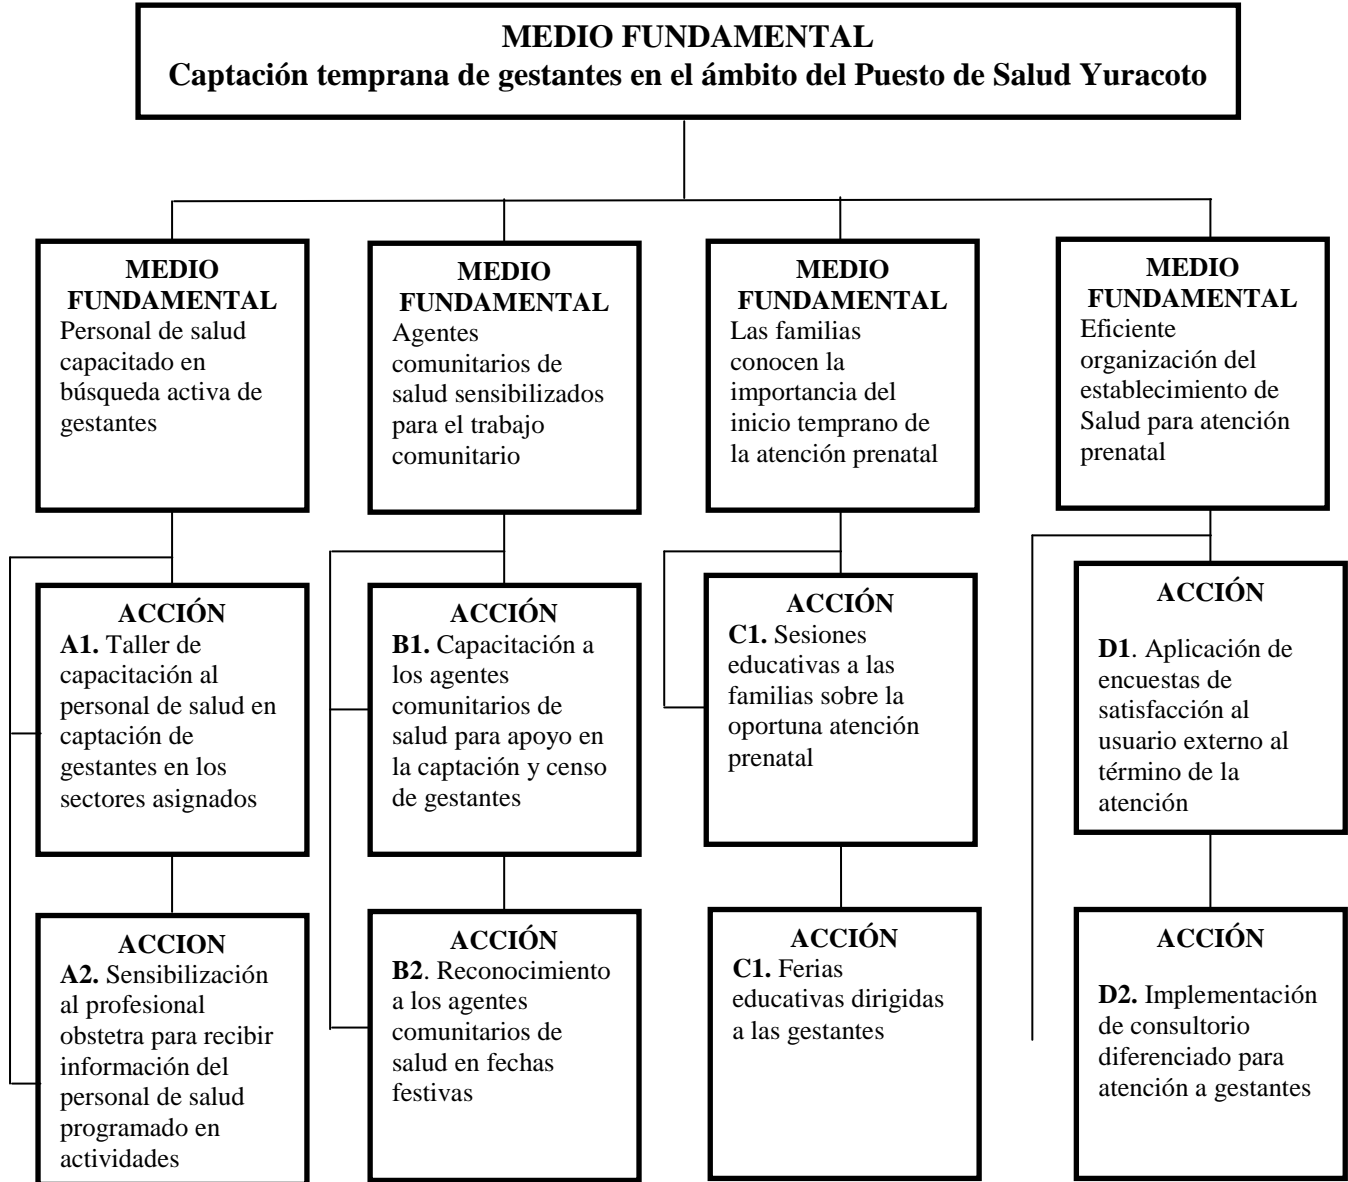 MEDIO FUNDAMENTAL
Captación temprana de gestantes en el ámbito del Puesto de Salud Yuracoto
MEDIO
FUNDAMENTAL
Personal de salud
capacitado en
búsqueda activa de
gestantes
MEDIO
FUNDAMENTAL
Agentes
comunitarios de
salud sensibilizados
para el trabajo
comunitario
MEDIO
FUNDAMENTAL
Las familias
conocen la
importancia del
inicio temprano de
la atención prenatal
MEDIO
FUNDAMENTAL
Eficiente
organización del
establecimiento de
Salud para atención
prenatal
ACCIÓN
A1. Taller de
capacitación al
personal de salud en
captación de
gestantes en los
sectores asignados
ACCIÓN
B1. Capacitación a
los agentes
comunitarios de
salud para apoyo en
la captación y censo
de gestantes
ACCIÓN
C1. Sesiones
educativas a las
familias sobre la
oportuna atención
prenatal
ACCIÓN
D1. Aplicación de
encuestas de
satisfacción al
usuario externo al
término de la
atención
ACCION
A2. Sensibilización
al profesional
obstetra para recibir
información del
personal de salud
programado en
actividades
ACCIÓN
B2. Reconocimiento
a los agentes
comunitarios de
salud en fechas
festivas
ACCIÓN
C1. Ferias
educativas dirigidas
a las gestantes
ACCIÓN
D2. Implementación
de consultorio
diferenciado para
atención a gestantes